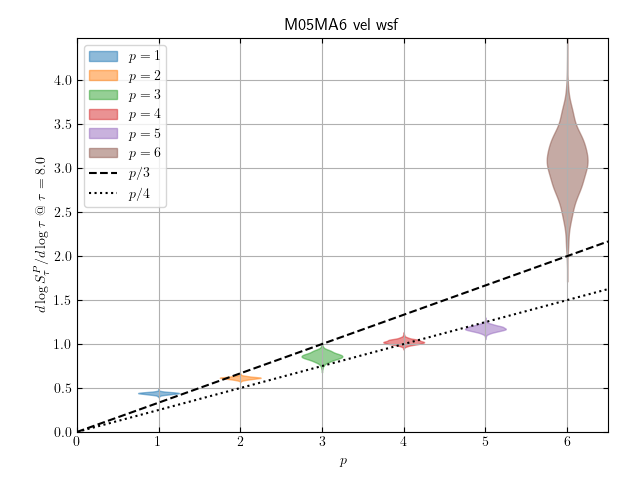 M05MA6 vel wsf
d log S_τ^P / d log τ @ τ = 8.0
4.0
3.5
3.0
2.5
2.0
1.5
1.0
0.5
0.0
p = 1
p = 2
p = 3
p = 4
p = 5
p = 6
p/3
p/4
0 1 2 3 4 5 6
p